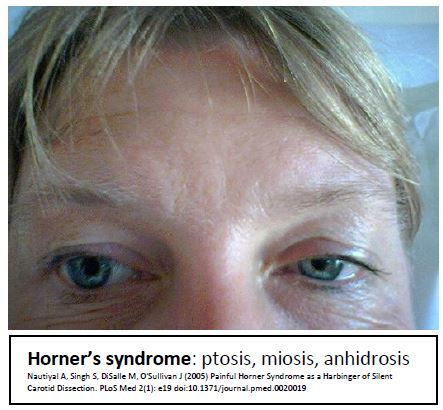 Horner's syndrome: ptosis, miosis, anhidrosis
Nautiyal A, Singh S, DiSalle M, O'Sullivan J (2005) Painful Horner Syndrome as a Harbinger of Silent
Carotid Dissection. PLoS Med 2(1): e19 doi:10.1371/journal.pmed.0020019